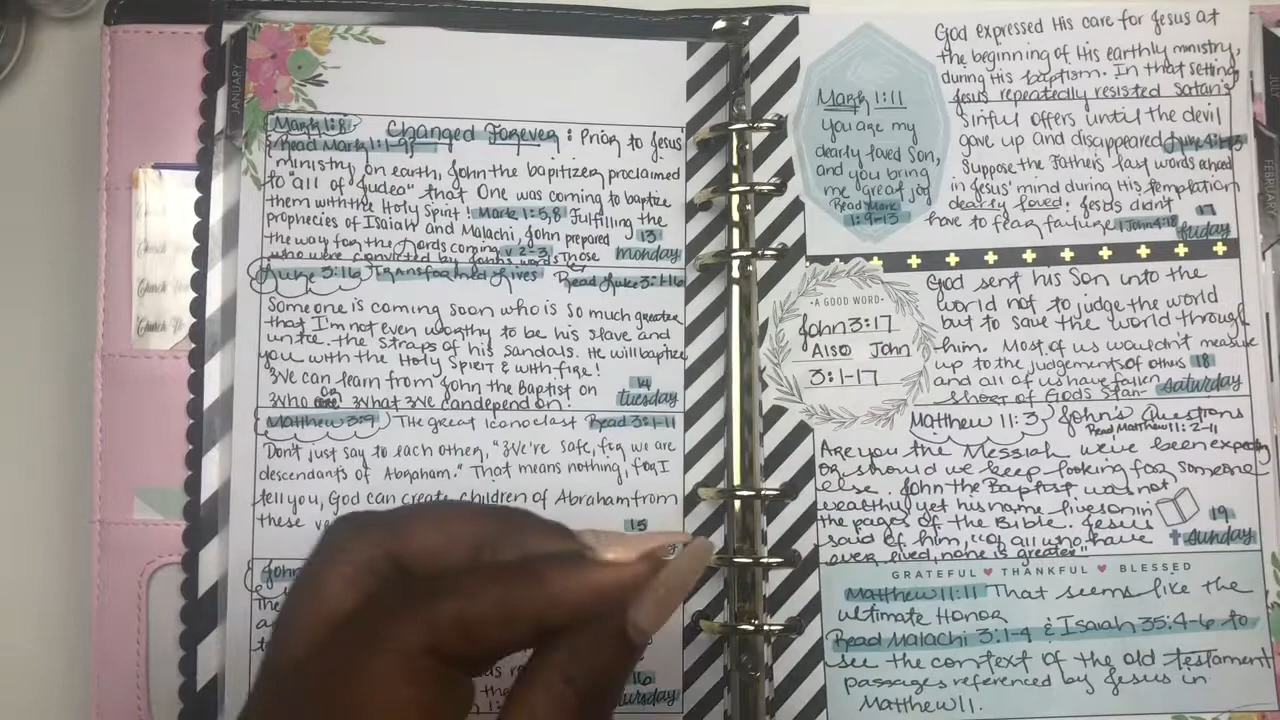 JANUARY
Mark 1:8 Changed Forever : Prior to Jesus
Read Mark 1:1-9
ministry on earth, John the baptizer proclaimed
to "all of Judea" that One was coming to baptize
them with the Holy Spirit! Mark 1:5,8 Fulfilling the
prophecies of Isaiah and Malachi, John prepared 13
the way for the Lords coming v 2-3. Those monday
who were convicted by John's words
Luke 3:16 Transformed Lives Read Luke 3:1-16
Someone is coming soon who is so much greater
that I'm not even worthy to be his slave and
untie the straps of his sandals. He will baptize
you with the Holy Spirit & with fire!
We can learn from John the Baptist on 14
Who or What we can depend on! tuesday
Matthew 3:9 The great Iconoclast Read 3:1-11
Don't just say to each other, "We're safe, for we are
descendants of Abraham." That means nothing, for I
tell you, God can create children of Abraham from
these 15
John
The
16
the
Church
Church
Church
God expressed His care for Jesus at
the beginning of His earthly ministry,
during His baptism. In that setting
Jesus repeatedly resisted Satan's
sinful offers until the devil
gave up and disappeared
Suppose the Father's last words echoed
in Jesus' mind during His temptation
dearly loved! Jesus didn't 17
have to fear failure 1 John 4:18 friday
Mark 1:11
You are my
dearly loved Son,
and you bring
me great joy
Read Mark
1:9-13
God sent his Son into the
world not to judge the world
but to save the world through
him. Most of us wouldn't measure
up to the judgements of others 18
and all of us have fallen saturday
short of Gods Stan-
·A GOOD WORD·
John 3:17
Also John
3:1-17
Matthew 11:3 John's Questions
Read Matthew 11:2-11
Are you the Messiah we've been expecting
or should we keep looking for someone
else. John the Baptist was not
wealthy yet his name lives on in
the pages of the Bible. Jesus 19
said of him, "Of all who have sunday
ever lived, none is greater"
GRATEFUL ♥ THANKFUL ♥ BLESSED
Matthew 11:11 That seems like the
ultimate Honor
Read Malachi 3:1-4 & Isaiah 35:4-6 to
see the context of the old testament
passages referenced by Jesus in
Matthew 11.
FEBRUARY
JULY